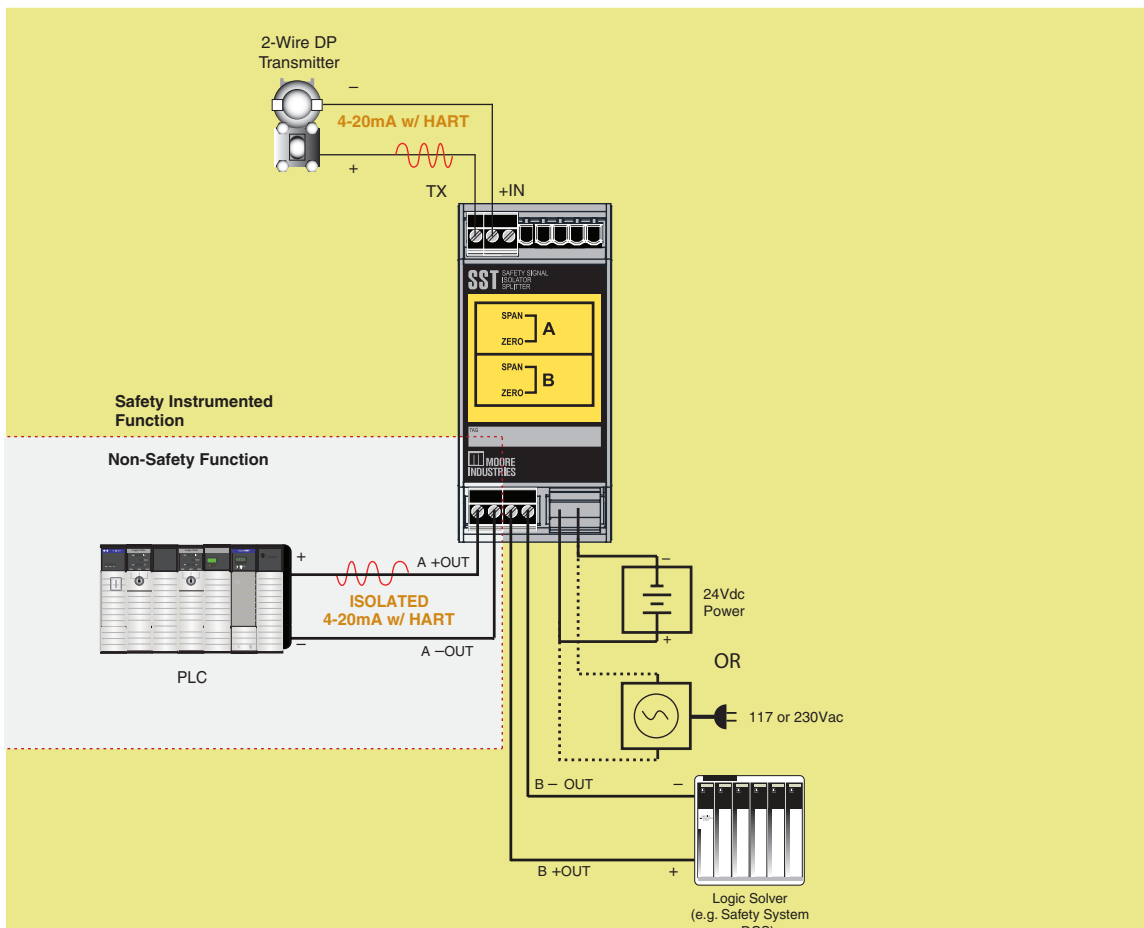 2-Wire DP
Transmitter
–
4-20mA w/ HART
+
TX
+IN
SST SAFETY SIGNAL
ISOLATOR
SPLITTER
SPAN
A
ZERO
SPAN
B
ZERO
TAG
MOORE
INDUSTRIES
Safety Instrumented
Function
Non-Safety Function
+
A +OUT
ISOLATED
4-20mA w/ HART
–
A –OUT
PLC
–
24Vdc
Power
+
OR
117 or 230Vac
B – OUT
–
B +OUT
+
Logic Solver
(e.g. Safety System
DCS)